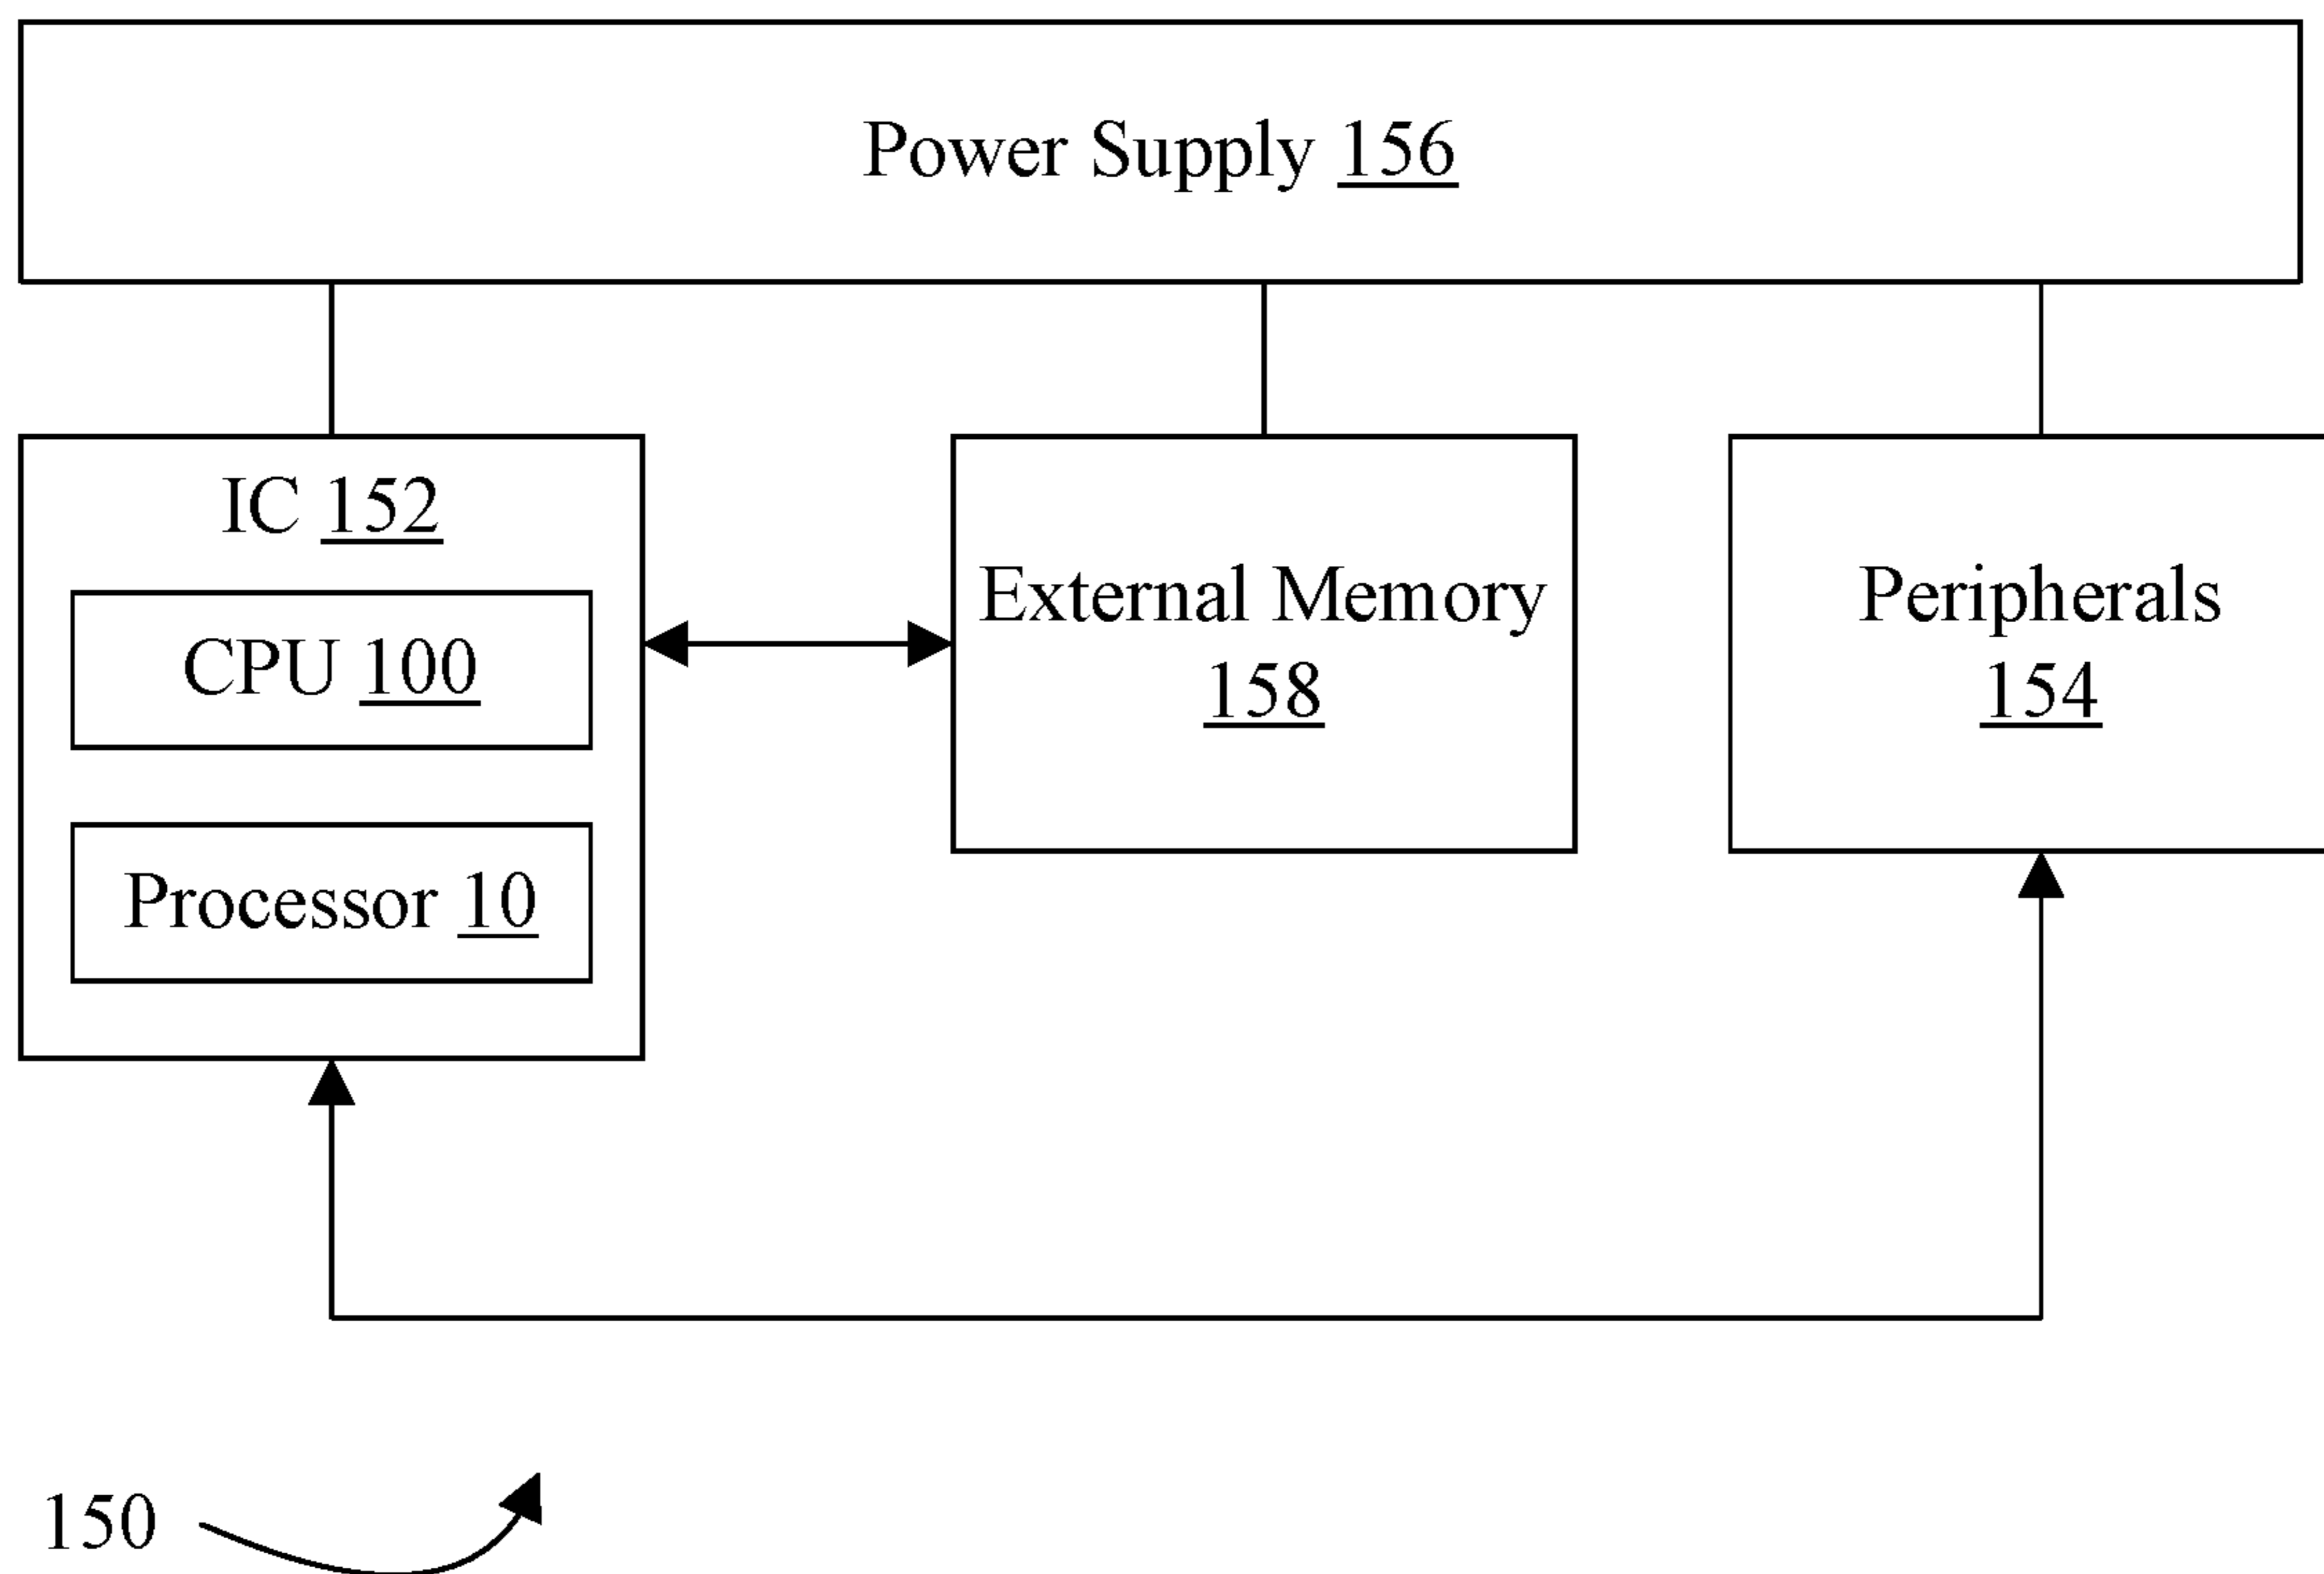 Power Supply 156
IC 152
CPU 100
Processor 10
External Memory
158
Peripherals
154
150